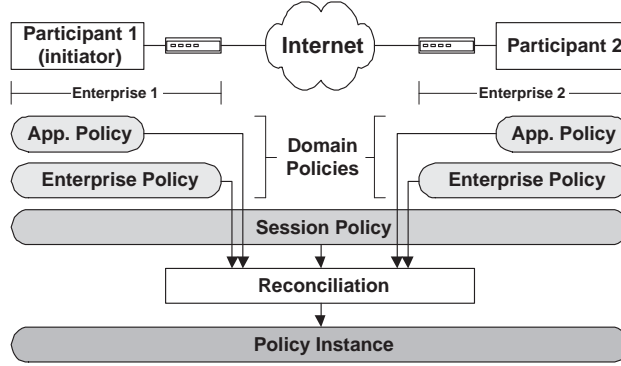 Participant 1
(initiator)
Internet
Participant 2
Enterprise 1
Enterprise 2
App. Policy
Domain
Policies
App. Policy
Enterprise Policy
Enterprise Policy
Session Policy
Reconciliation
Policy Instance